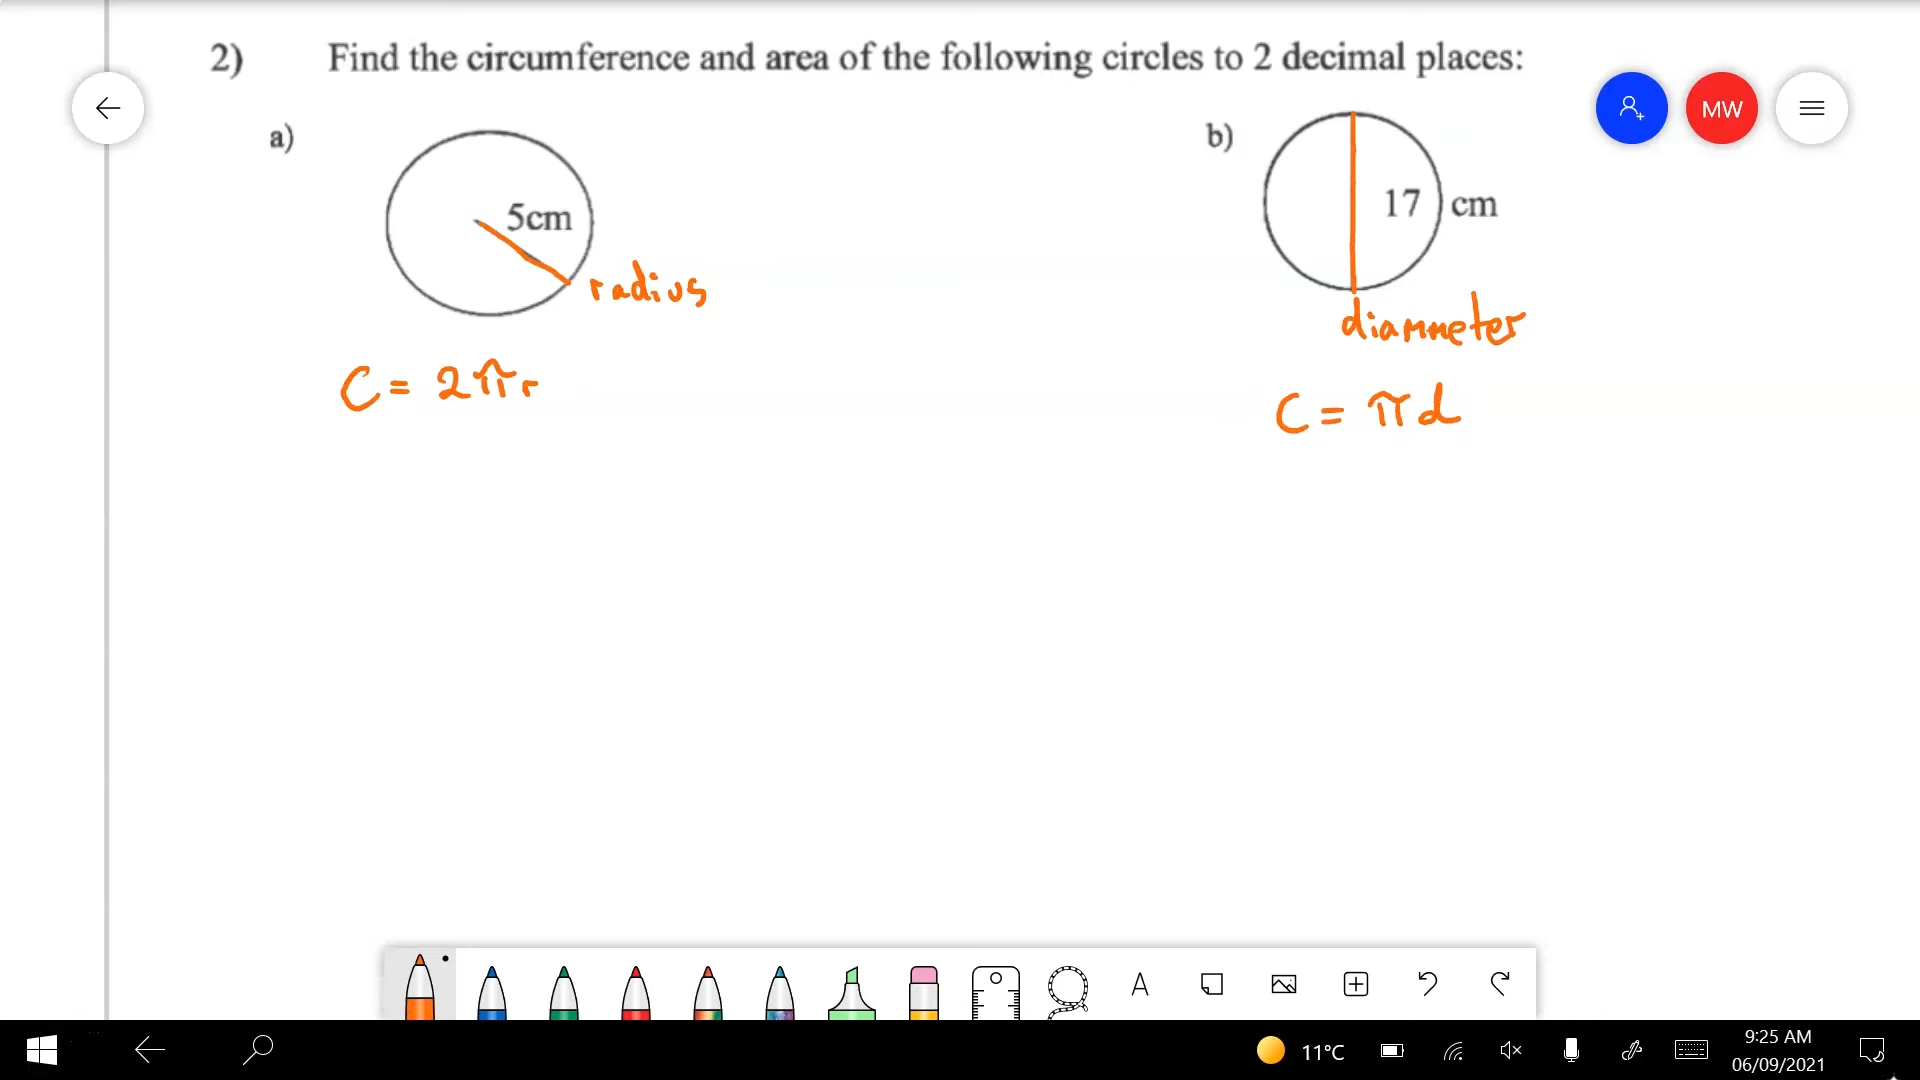 2) Find the circumference and area of the following circles to 2 decimal places:
a)
5cm
radius
C = 2πr
b)
17 cm
diammeter
C = πd
MW
A
11°C
9:25 AM
06/09/2021